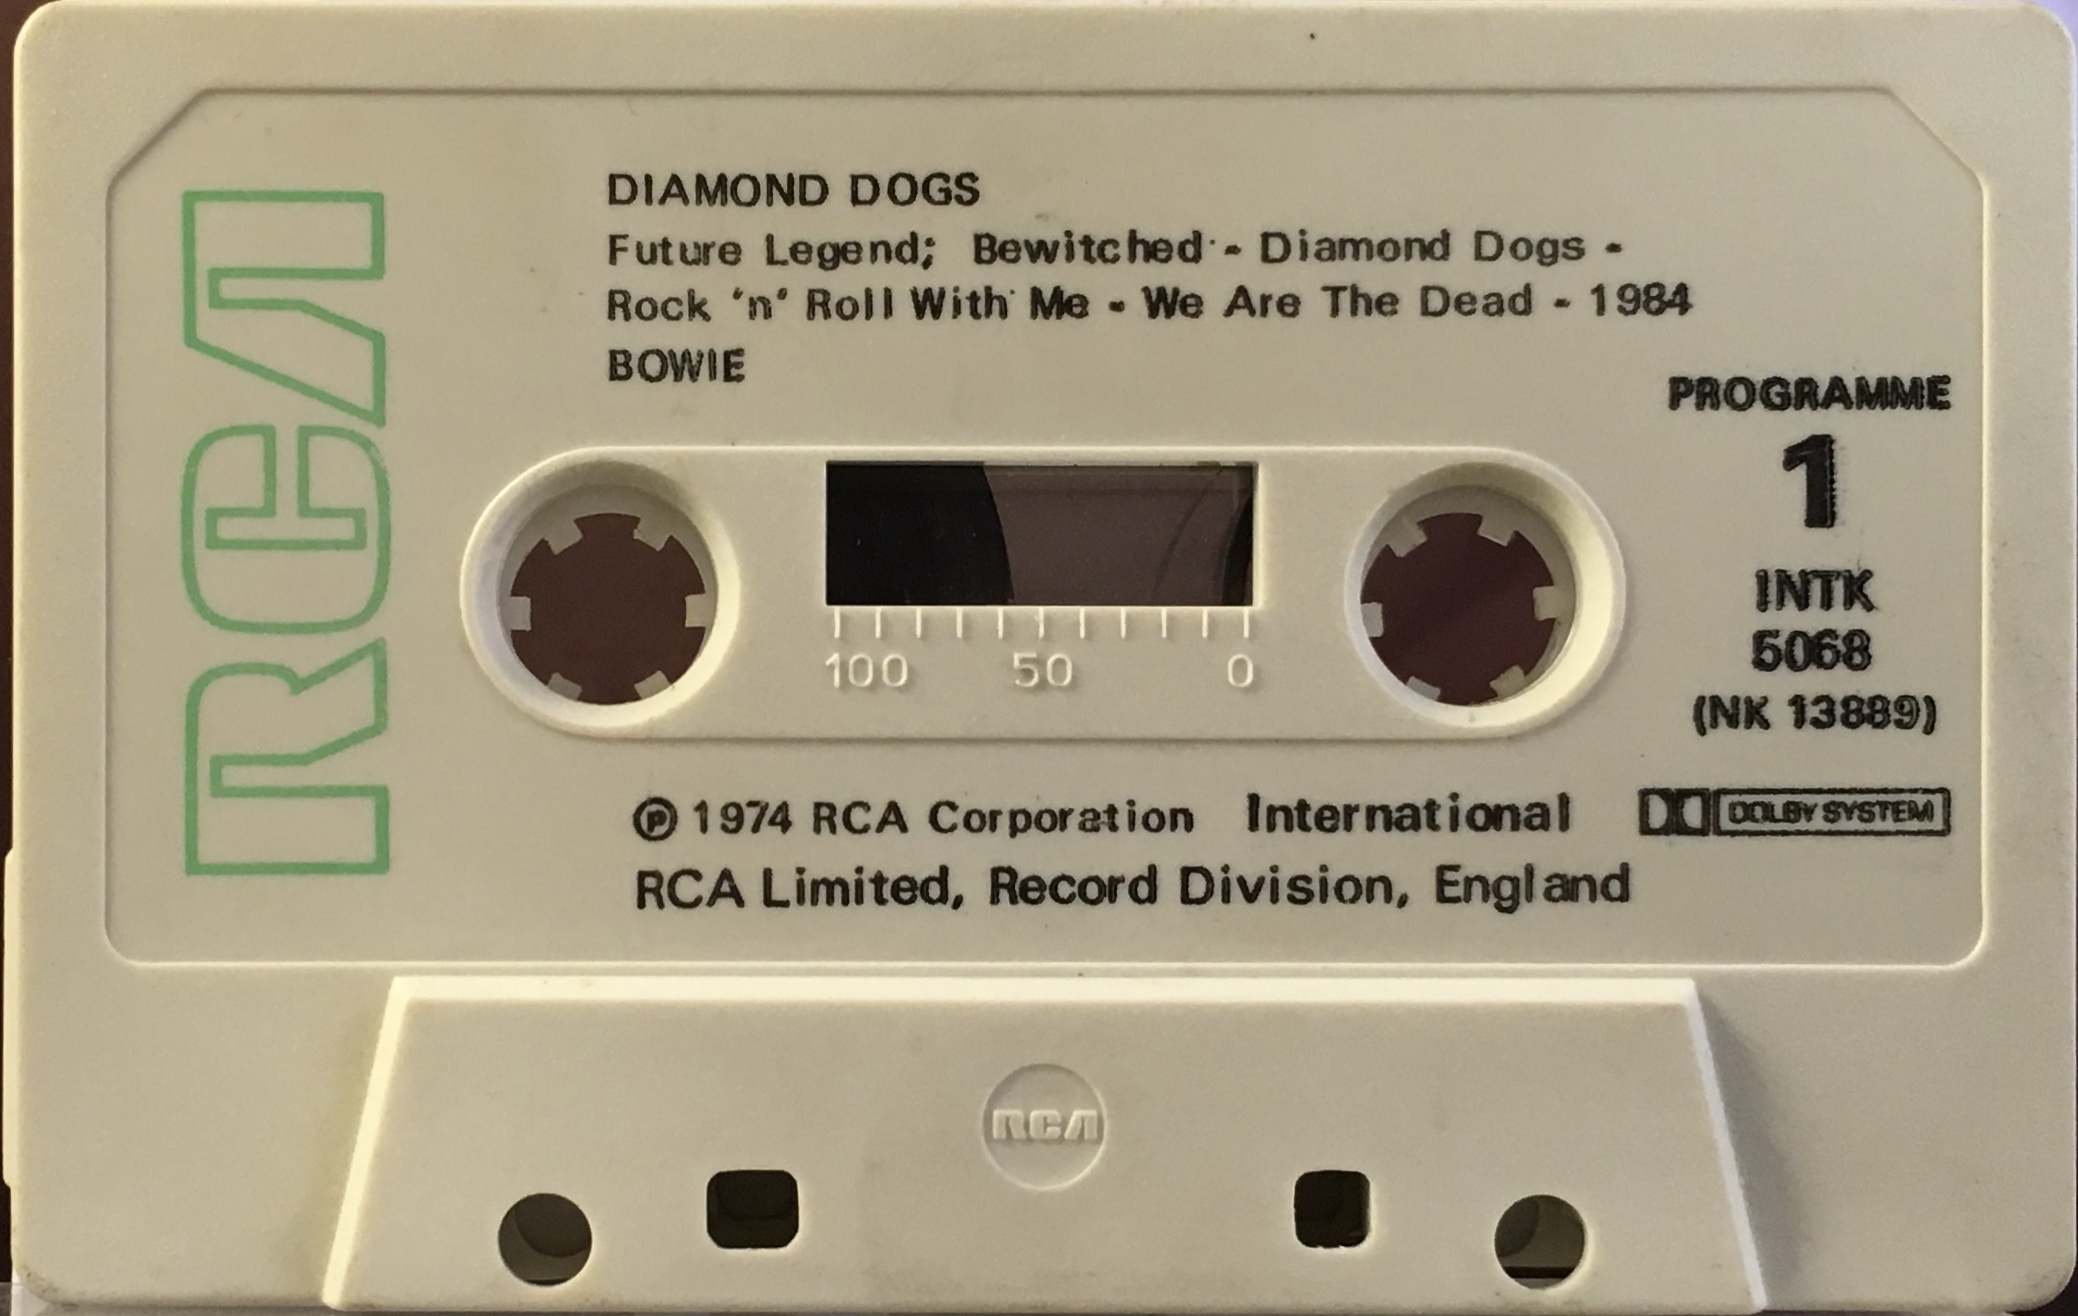 RCA
DIAMOND DOGS
Future Legend; Bewitched - Diamond Dogs -
Rock 'n' Roll With Me - We Are The Dead - 1984
BOWIE
PROGRAMME
1
INTK
5068
(NK 13889)
100 50 0
Ⓟ 1974 RCA Corporation International
DOLBY SYSTEM
RCA Limited, Record Division, England
RCA